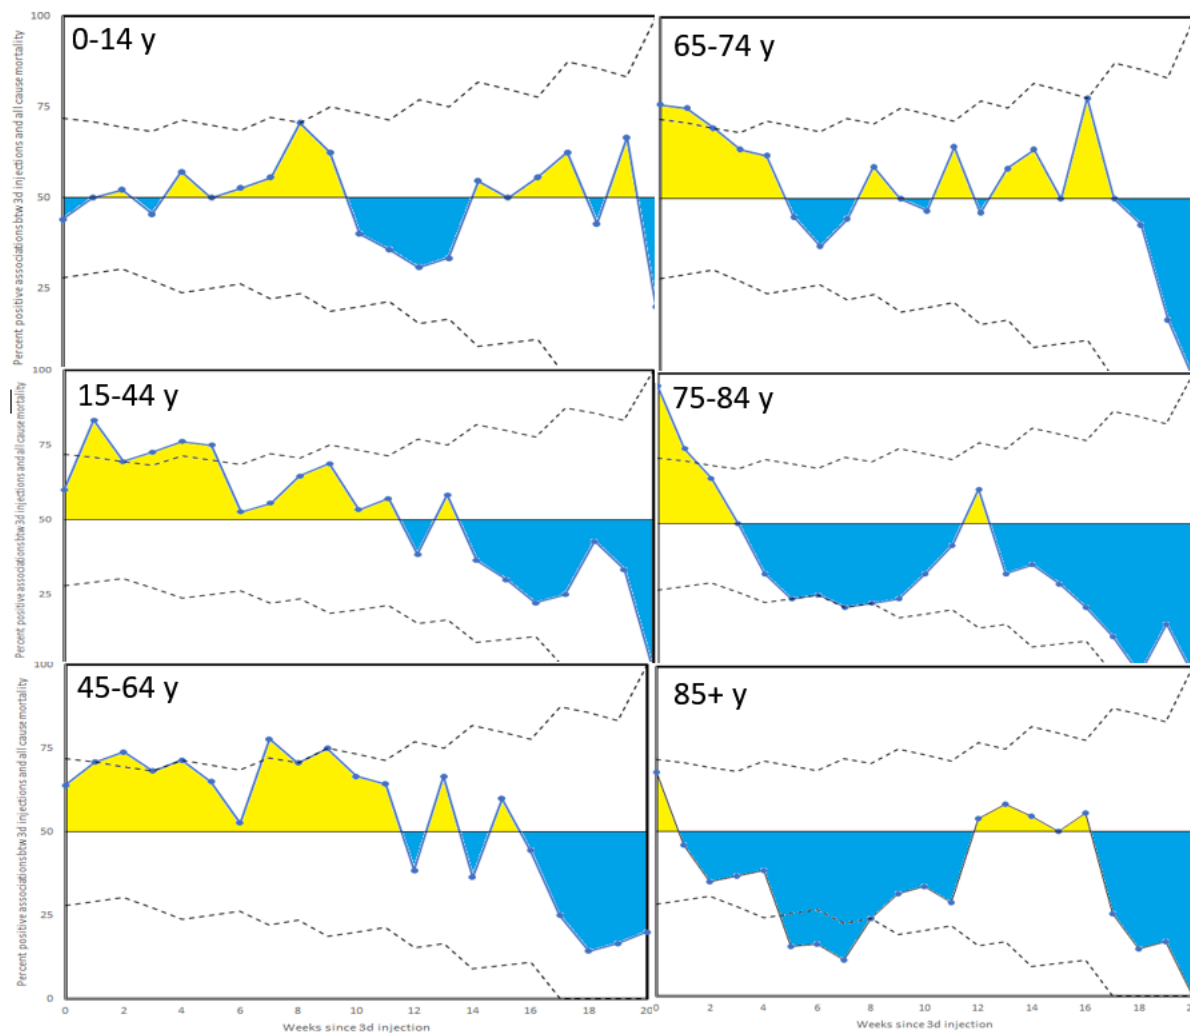 0-14 y
65-74 y
100
75
50
25
Percent positive associations btw 3d injections and all cause mortality
15-44 y
75-84 y
100
75
50
25
Percent positive associations btw 3d injections and all cause mortality
45-64 y
85+ y
100
75
50
25
0
Percent positive associations btw 3d injections and all cause mortality
0 2 4 6 8 10 12 14 16 18 20
0 2 4 6 8 10 12 14 16 18
Weeks since 3d injection
Weeks since 3d injection